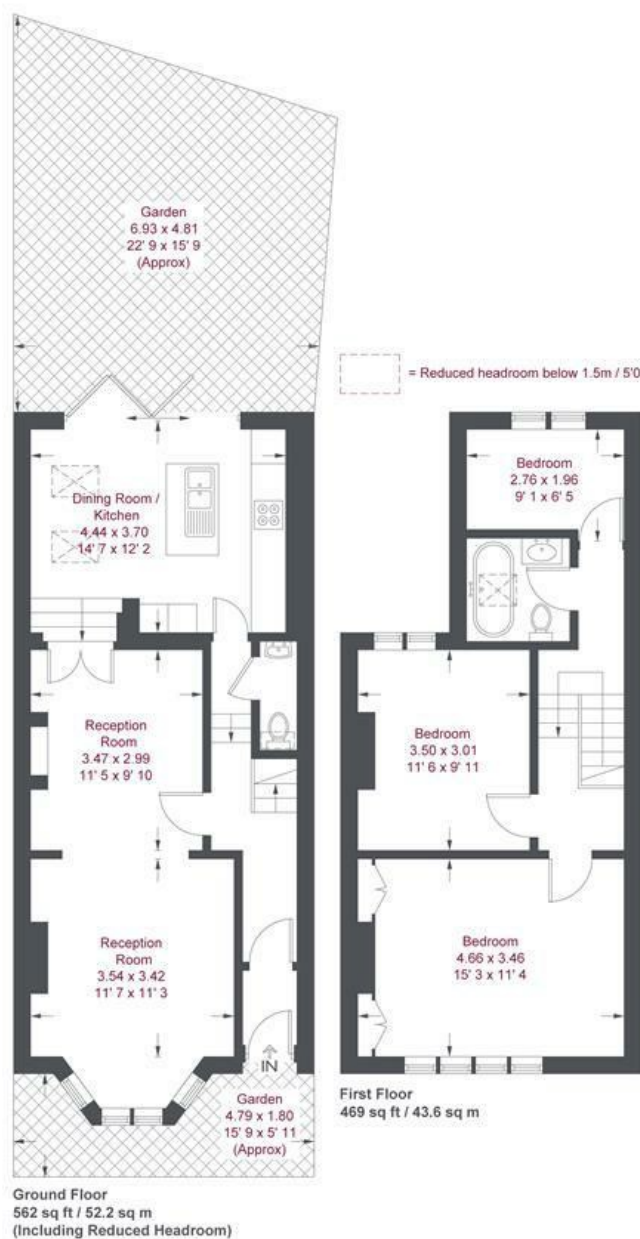 Garden
6.93 x 4.81
22' 9 x 15' 9
(Approx)
= Reduced headroom below 1.5m / 5'0
Dining Room /
Kitchen
4.44 x 3.70
14' 7 x 12' 2
Bedroom
2.76 x 1.96
9' 1 x 6' 5
Reception
Room
3.47 x 2.99
11' 5 x 9' 10
Bedroom
3.50 x 3.01
11' 6 x 9' 11
Reception
Room
3.54 x 3.42
11' 7 x 11' 3
Bedroom
4.66 x 3.46
15' 3 x 11' 4
IN
Garden
4.79 x 1.80
15' 9 x 5' 11
(Approx)
First Floor
469 sq ft / 43.6 sq m
Ground Floor
562 sq ft / 52.2 sq m
(Including Reduced Headroom)